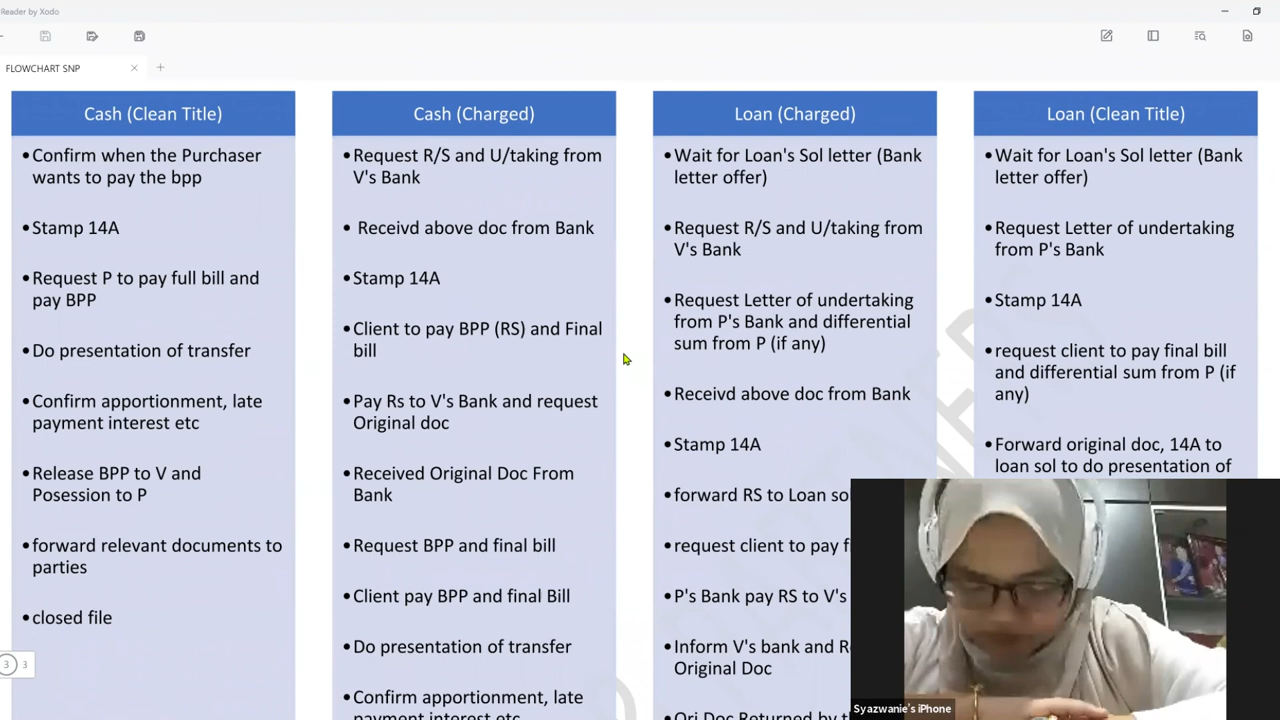 Reader by Xodo
FLOWCHART SNP
Cash (Clean Title)
•Confirm when the Purchaser
wants to pay the bpp
•Stamp 14A
•Request P to pay full bill and
pay BPP
•Do presentation of transfer
•Confirm apportionment, late
payment interest etc
•Release BPP to V and
Posession to P
•forward relevant documents to
parties
•closed file
Cash (Charged)
•Request R/S and U/taking from
V's Bank
• Receivd above doc from Bank
•Stamp 14A
•Client to pay BPP (RS) and Final
bill
•Pay Rs to V's Bank and request
Original doc
•Received Original Doc From
Bank
•Request BPP and final bill
•Client pay BPP and final Bill
•Do presentation of transfer
•Confirm apportionment, late
payment interest etc
Loan (Charged)
•Wait for Loan's Sol letter (Bank
letter offer)
•Request R/S and U/taking from
V's Bank
•Request Letter of undertaking
from P's Bank and differential
sum from P (if any)
•Receivd above doc from Bank
•Stamp 14A
•forward RS to Loan
•request client to pay
•P's Bank pay RS to V's
•Inform V's bank and
Original Doc
•Ori Doc Returned by
Loan (Clean Title)
•Wait for Loan's Sol letter (Bank
letter offer)
•Request Letter of undertaking
from P's Bank
•Stamp 14A
•request client to pay final bill
and differential sum from P (if
any)
•Forward original doc, 14A to
loan sol to do presentation of
3 3
Syazwanie's iPhone